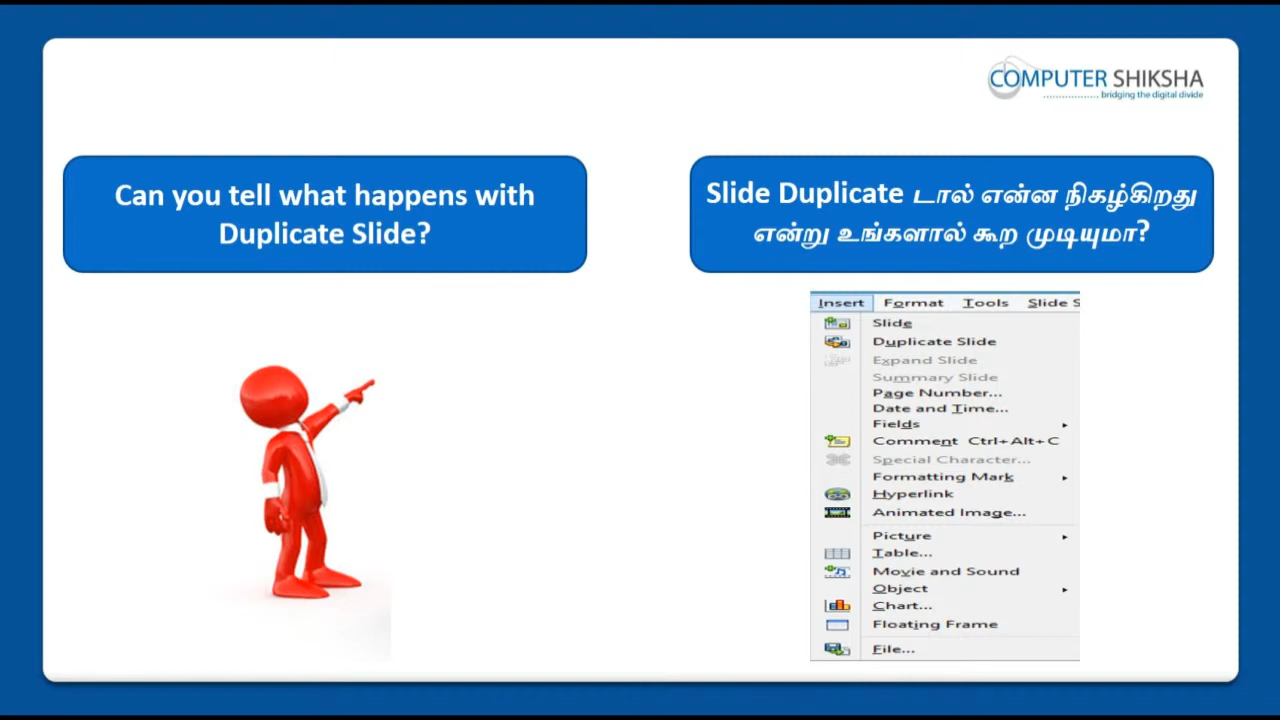 COMPUTER SHIKSHA
bridging the digital divide
Can you tell what happens with
Duplicate Slide?
Slide Duplicate டால் என்ன நிகழ்கிறது
என்று உங்களால் கூற முடியுமா?
Insert Format Tools Slide S
Slide
Duplicate Slide
Expand Slide
Summary Slide
Page Number...
Date and Time...
Fields
Comment Ctrl+Alt+C
Special Character...
Formatting Mark
Hyperlink
Animated Image...
Picture
Table...
Movie and Sound
Object
Chart...
Floating Frame
File...